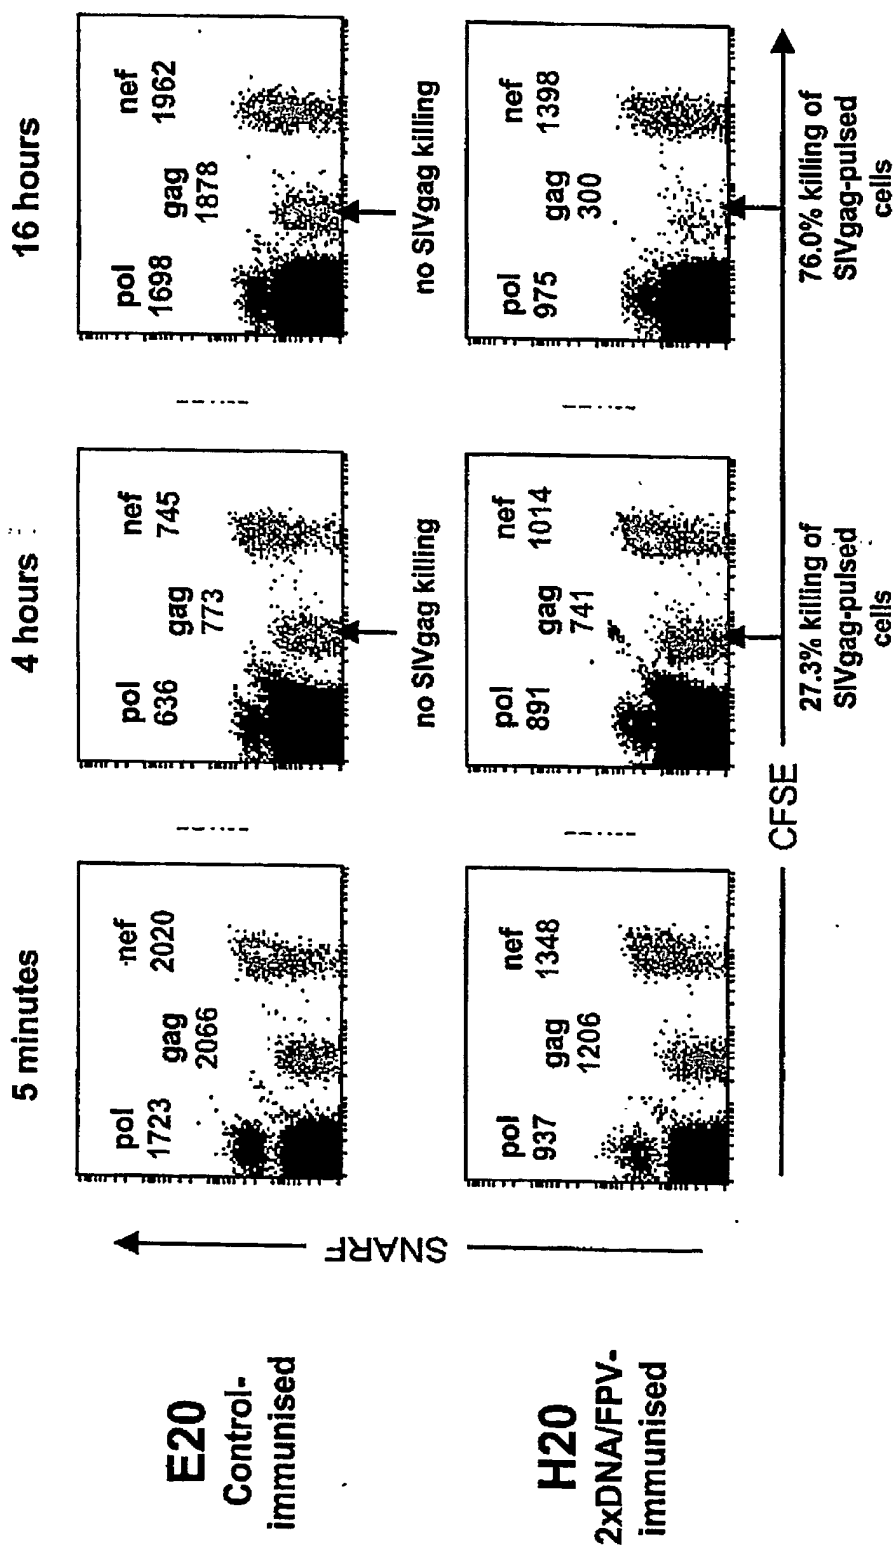 5 minutes
4 hours
16 hours
E20
Control-
immunised
pol
1723
gag
2066
nef
2020
pol
636
gag
773
nef
745
no SIVgag killing
pol
1698
gag
1878
nef
1962
no SIVgag killing
SNARF
H20
2xDNA/FPV-
immunised
pol
937
gag
1206
nef
1348
pol
891
gag
741
nef
1014
pol
975
gag
300
nef
1398
CFSE
27.3% killing of
SIVgag-pulsed
cells
76.0% killing of
SIVgag-pulsed
cells